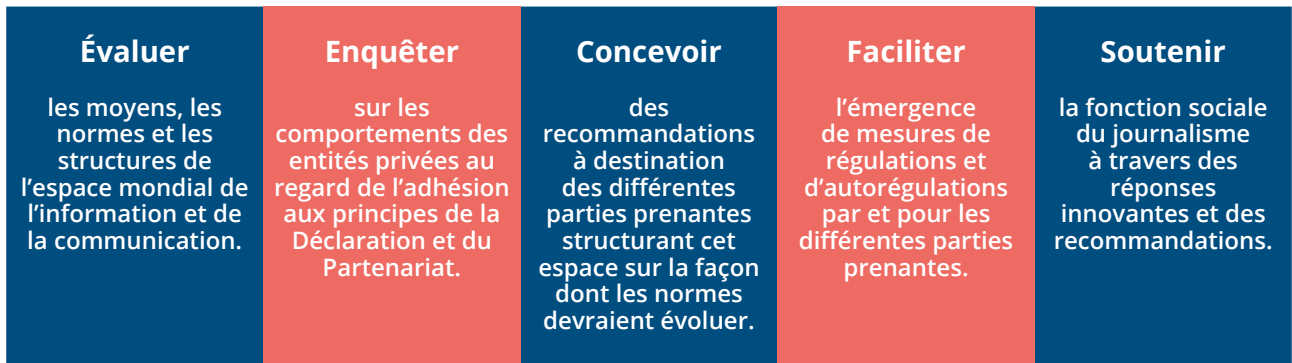 Évaluer
les moyens, les
normes et les
structures de
l’espace mondial de
l’information et de
la communication.
Enquêter
sur les
comportements des
entités privées au
regard de l’adhésion
aux principes de la
Déclaration et du
Partenariat.
Concevoir
des
recommandations
à destination
des différentes
parties prenantes
structurant cet
espace sur la façon
dont les normes
devraient évoluer.
Faciliter
l’émergence
de mesures de
régulations et
d’autorégulations
par et pour les
différentes parties
prenantes.
Soutenir
la fonction sociale
du journalisme
à travers des
réponses
innovantes et des
recommandations.